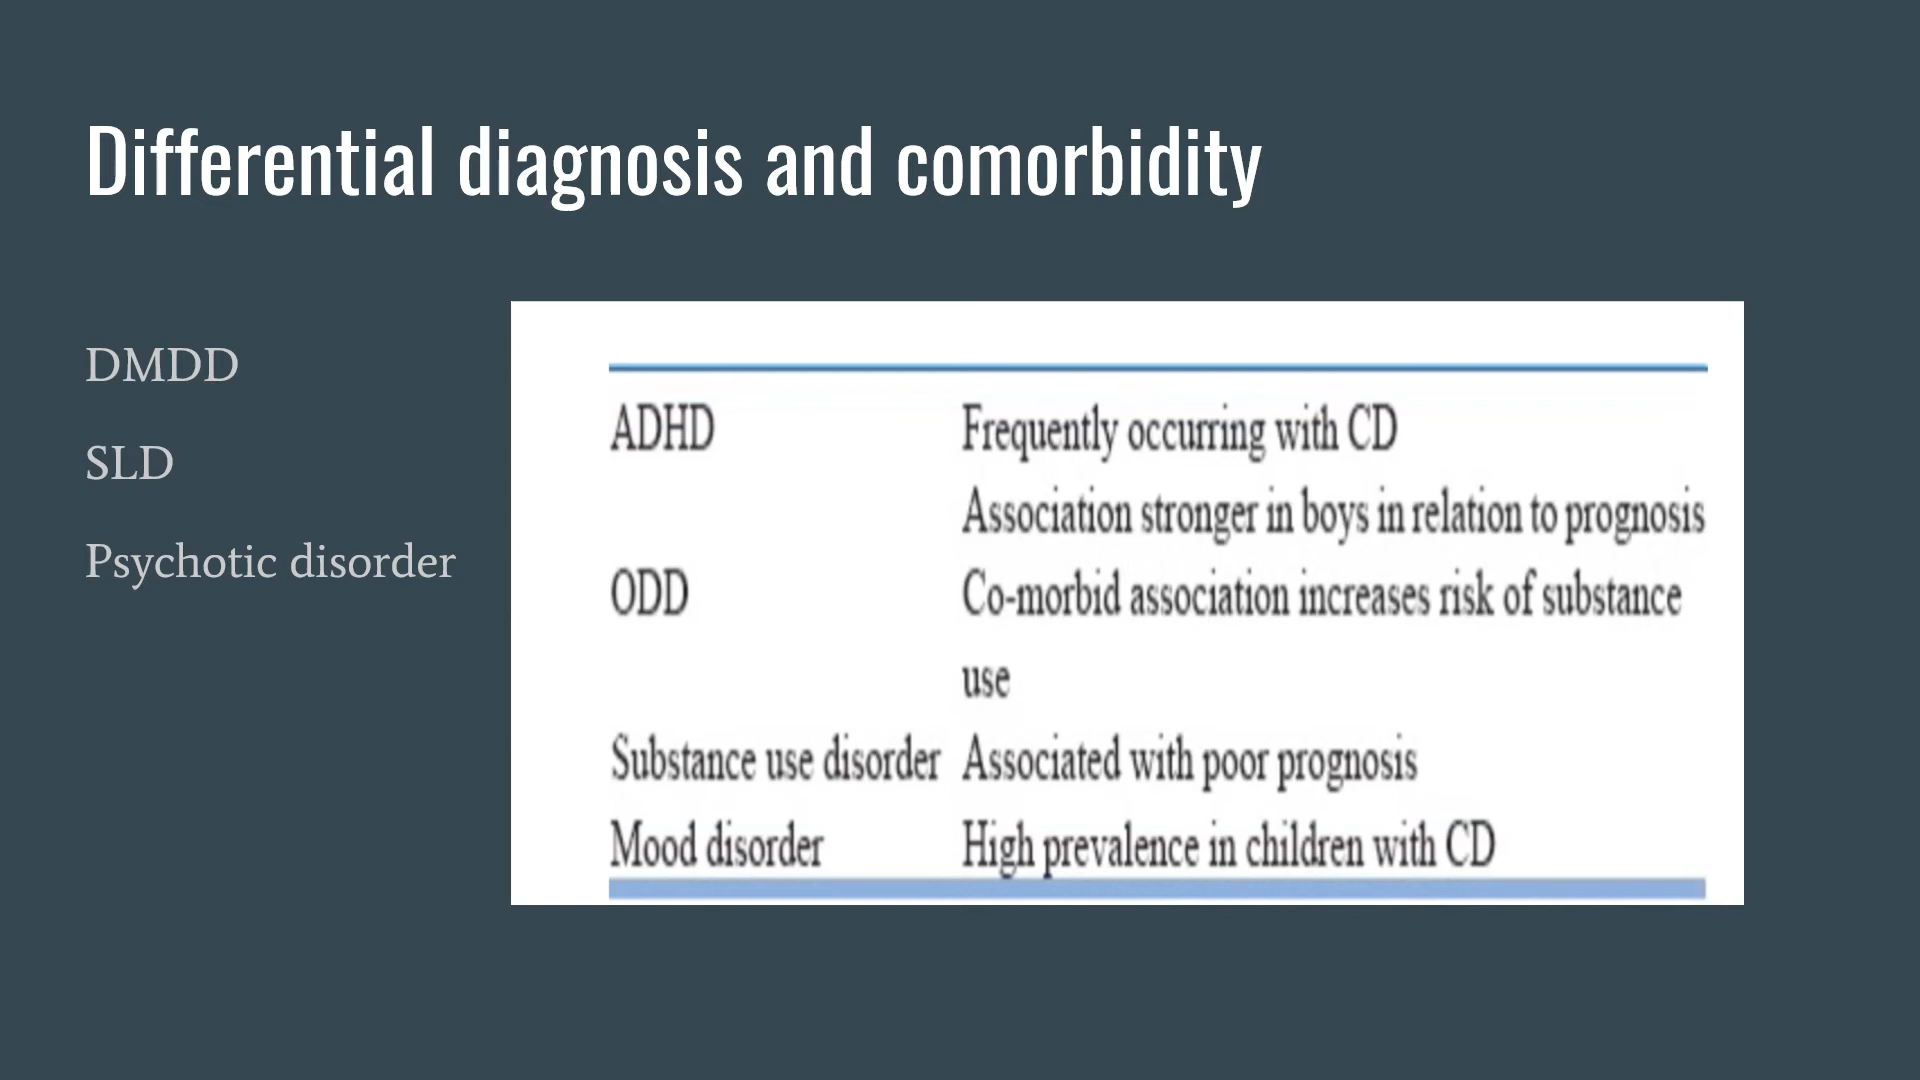 Differential diagnosis and comorbidity
DMDD
SLD
Psychotic disorder
ADHD Frequently occurring with CD
Association stronger in boys in relation to prognosis
ODD Co-morbid association increases risk of substance
use
Substance use disorder Associated with poor prognosis
Mood disorder High prevalence in children with CD